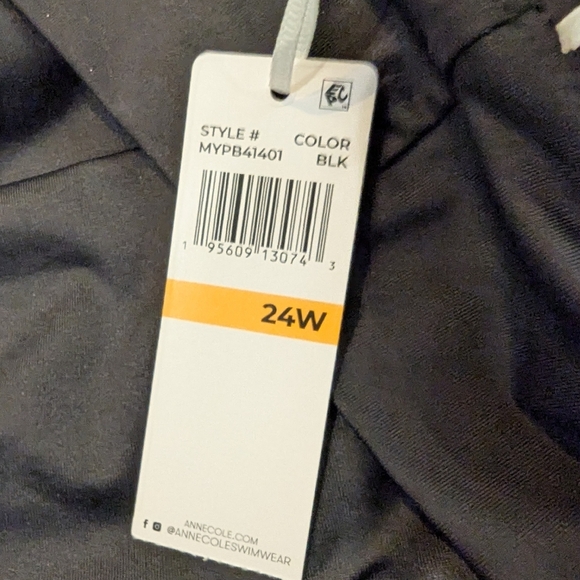 STYLE # COLOR
MYPB41401 BLK
1 95609 13074 3
24W
ANNECOLE.COM
@ANNECOLESWIMWEAR